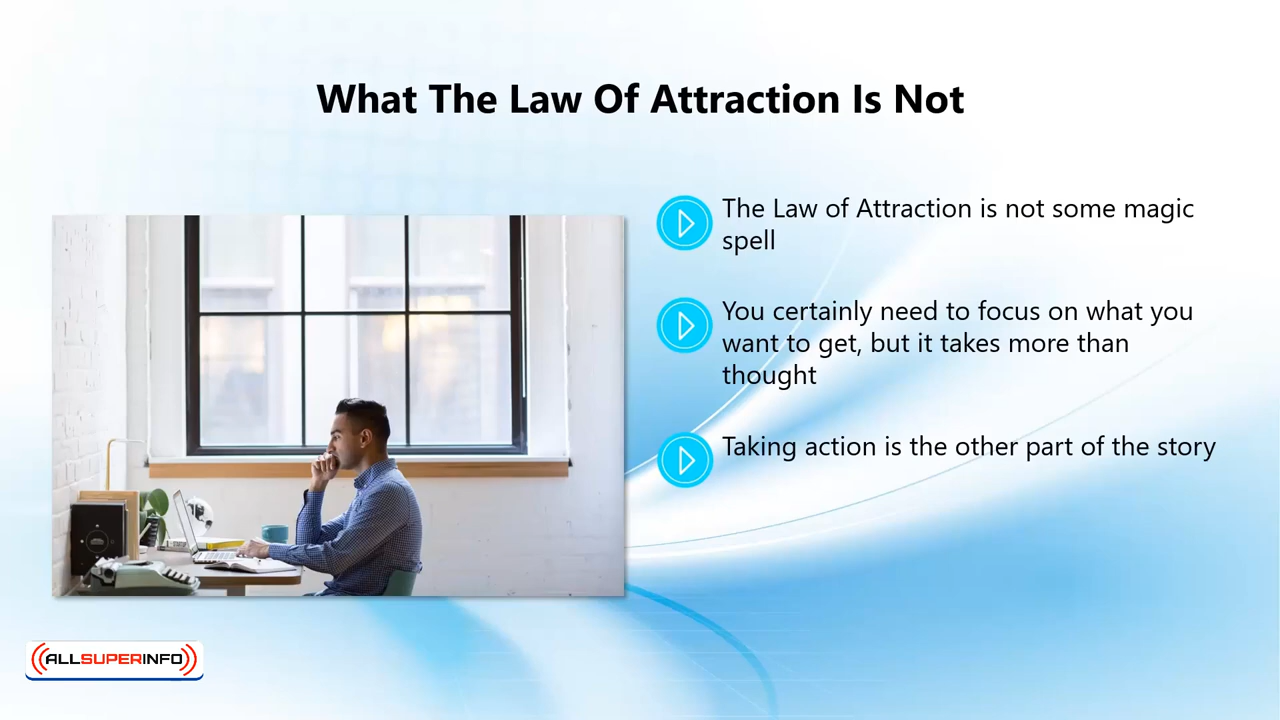 What The Law Of Attraction Is Not
The Law of Attraction is not some magic
spell
You certainly need to focus on what you
want to get, but it takes more than
thought
Taking action is the other part of the story
ALLSUPERINFO